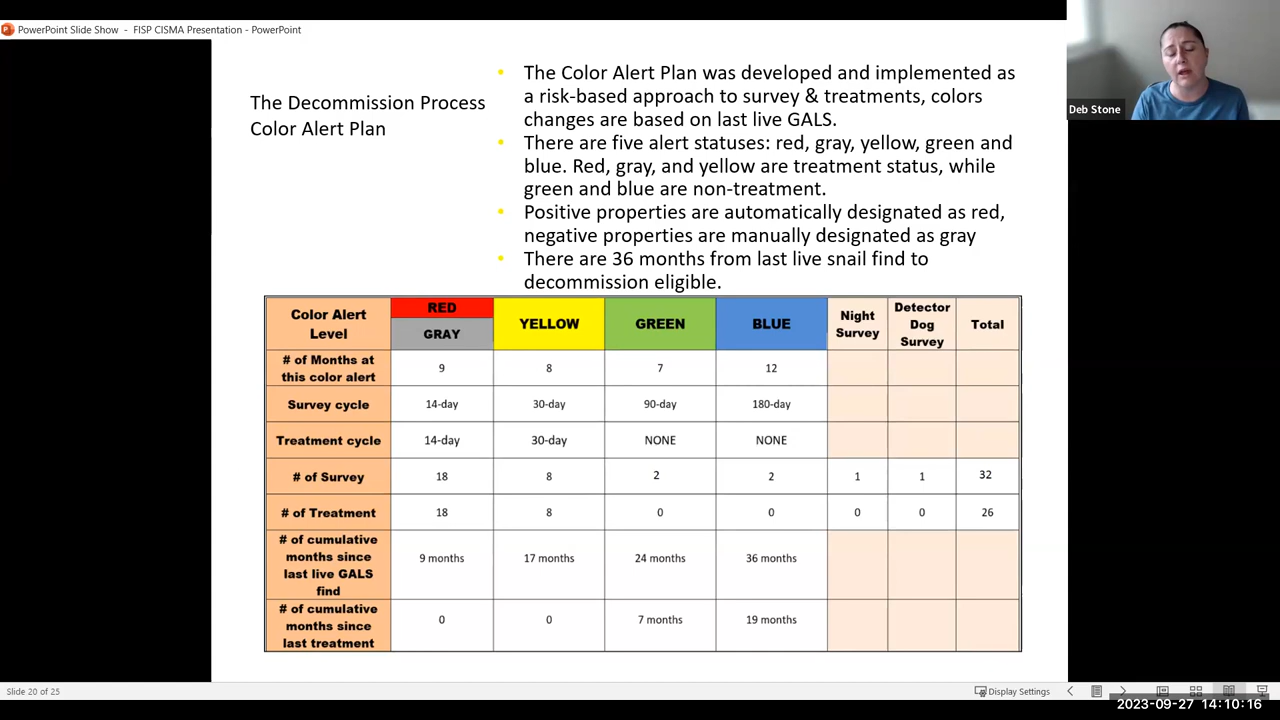 PowerPoint Slide Show - FISP CISMA Presentation - PowerPoint
Deb Stone
The Decommission Process
Color Alert Plan
• The Color Alert Plan was developed and implemented as
a risk-based approach to survey & treatments, colors
changes are based on last live GALS.
• There are five alert statuses: red, gray, yellow, green and
blue. Red, gray, and yellow are treatment status, while
green and blue are non-treatment.
• Positive properties are automatically designated as red,
negative properties are manually designated as gray
• There are 36 months from last live snail find to
decommission eligible.
Color Alert
Level
RED
GRAY
YELLOW
GREEN
BLUE
Night
Survey
Detector
Dog
Survey
Total
# of Months at
this color alert
9
8
7
12
Survey cycle
14-day
30-day
90-day
180-day
Treatment cycle
14-day
30-day
NONE
NONE
# of Survey
18
8
2
2
1
1
32
# of Treatment
18
8
0
0
0
0
26
# of cumulative
months since
last live GALS
find
9 months
17 months
24 months
36 months
# of cumulative
months since
last treatment
0
0
7 months
19 months
Slide 20 of 25
Display Settings
2023-09-27 14:10:16